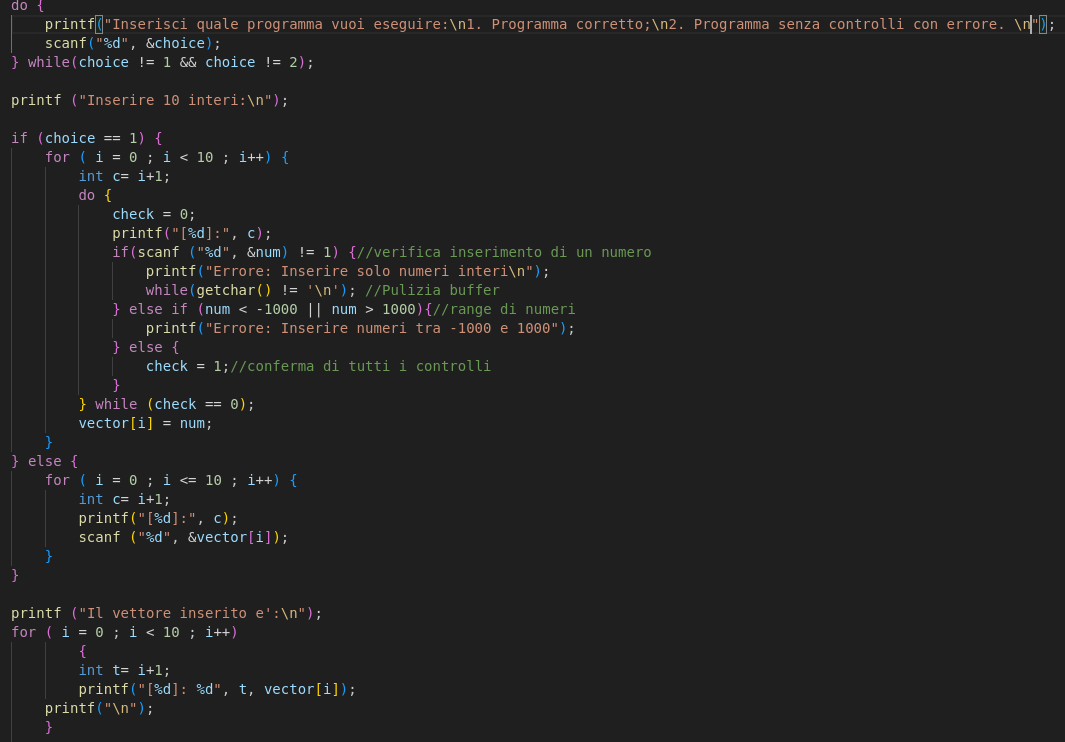 do {
    printf("Inserisci quale programma vuoi eseguire:\n1. Programma corretto;\n2. Programma senza controlli con errore. \n");
    scanf("%d", &choice);
} while(choice != 1 && choice != 2);

printf ("Inserire 10 interi:\n");

if (choice == 1) {
    for ( i = 0 ; i < 10 ; i++) {
        int c= i+1;
        do {
            check = 0;
            printf("[%d]:", c);
            if(scanf ("%d", &num) != 1) {//verifica inserimento di un numero
                printf("Errore: Inserire solo numeri interi\n");
                while(getchar() != '\n'); //Pulizia buffer
            } else if (num < -1000 || num > 1000){//range di numeri
                printf("Errore: Inserire numeri tra -1000 e 1000");
            } else {
                check = 1;//conferma di tutti i controlli
            }
        } while (check == 0);
        vector[i] = num;
    }
} else {
    for ( i = 0 ; i <= 10 ; i++) {
        int c= i+1;
        printf("[%d]:", c);
        scanf ("%d", &vector[i]);
    }
}

printf ("Il vettore inserito e':\n");
for ( i = 0 ; i < 10 ; i++)
        {
        int t= i+1;
        printf("[%d]: %d", t, vector[i]);
    printf("\n");
    }